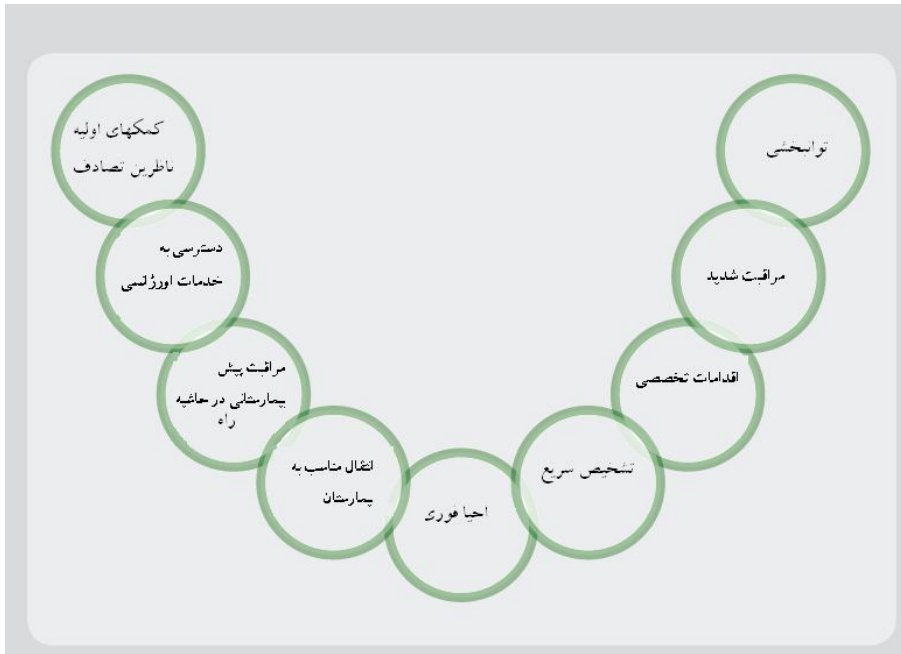 کمکهای اولیه
ناظرین تصادف
دسترسی به
خدمات اورژانسی
مراقبت پیش
بیمارستانی در حاشیه
راه
انتقال مناسب به
بیمارستان
احیا فوری
تشخیص سریع
اقدامات تخصصی
مراقبت شدید
توانبخشی